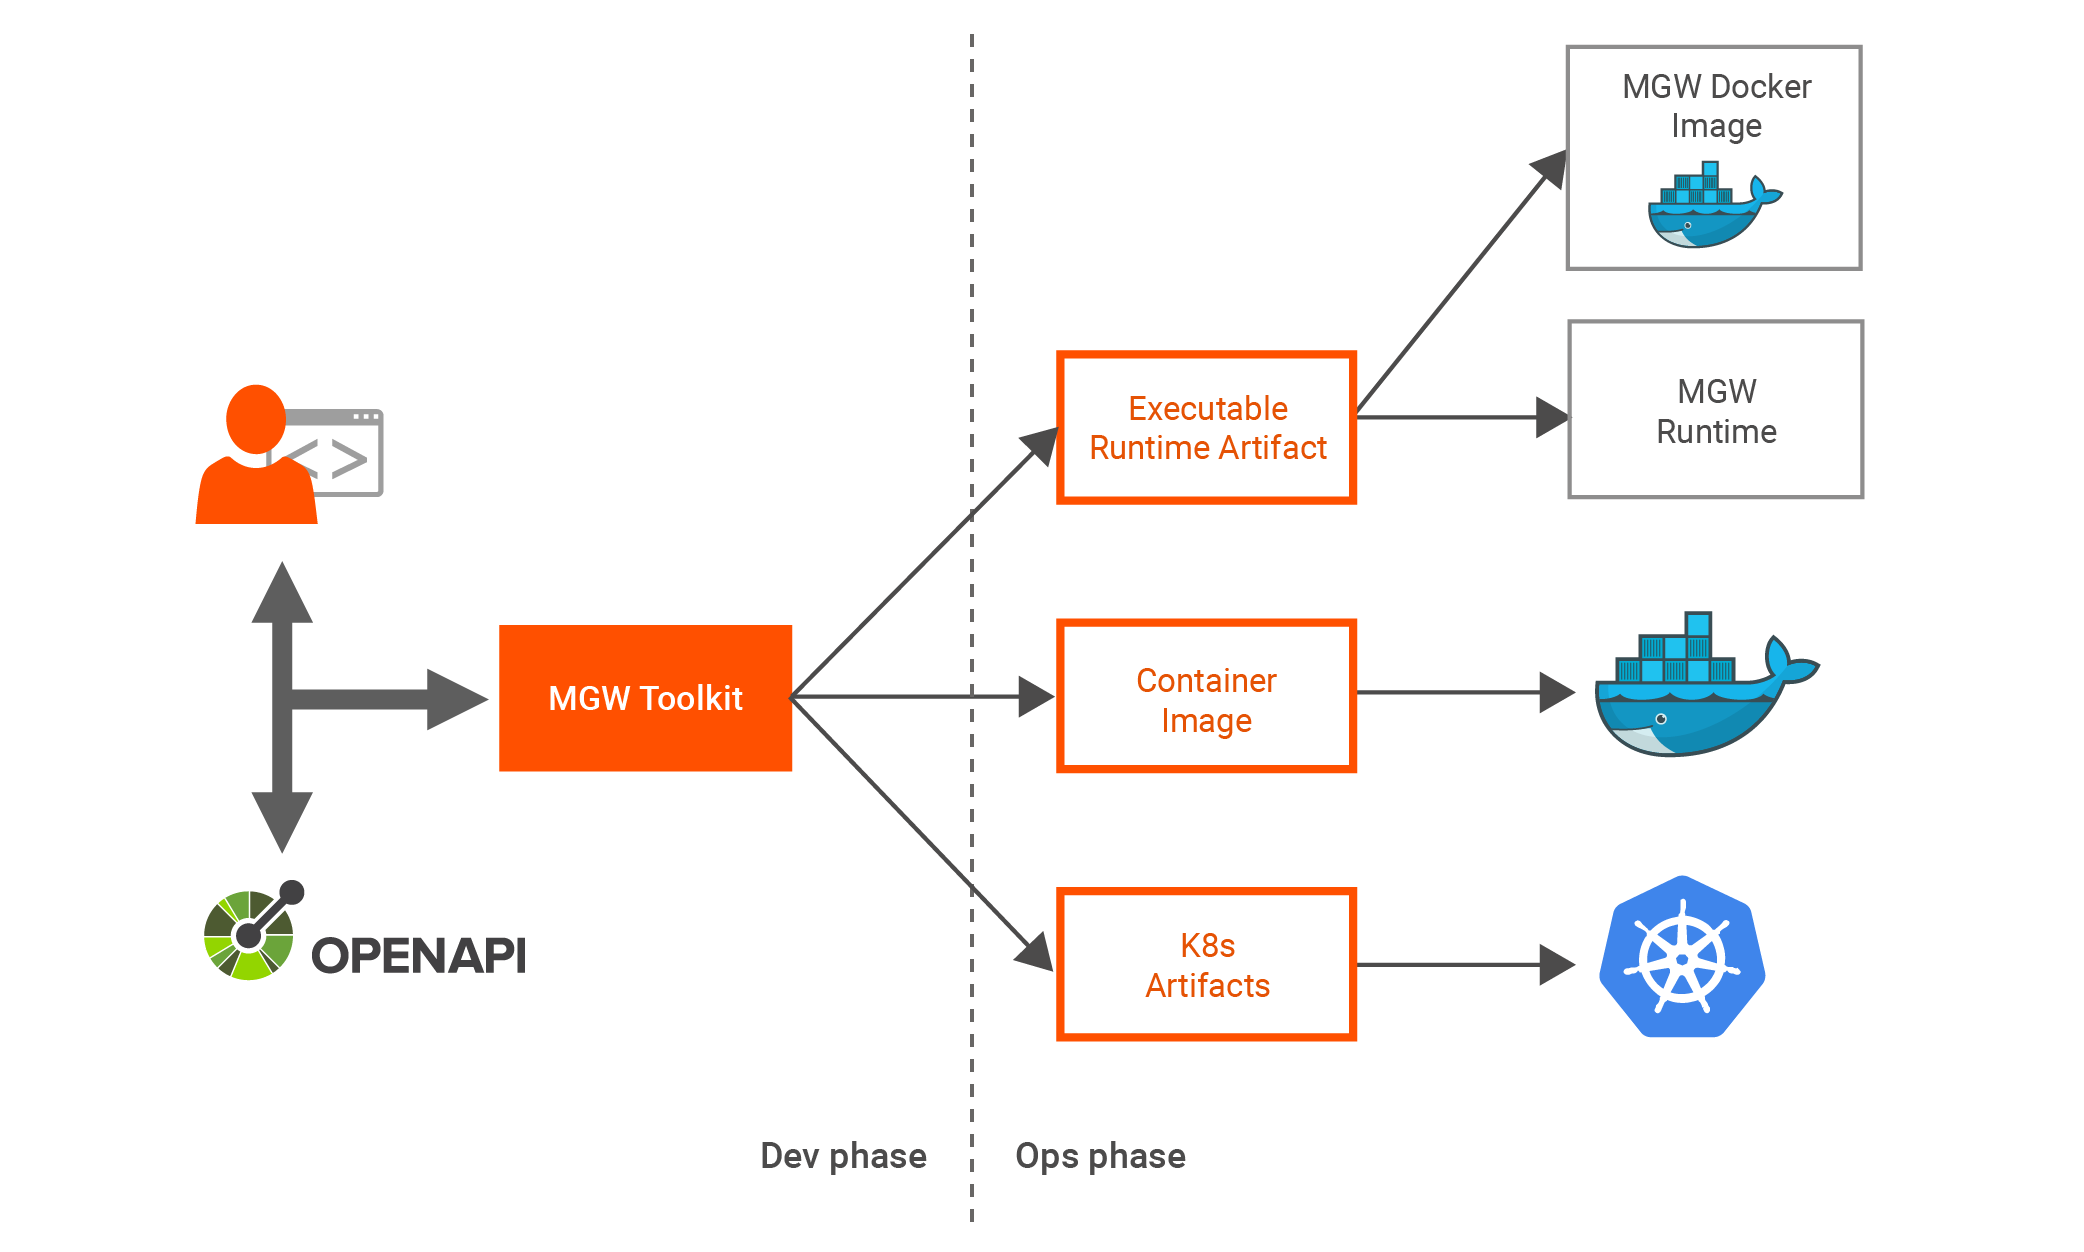 MGW Docker
Image
MGW
Runtime
Executable
Runtime Artifact
< >
MGW Toolkit
Container
Image
OPENAPI
K8s
Artifacts
Dev phase
Ops phase